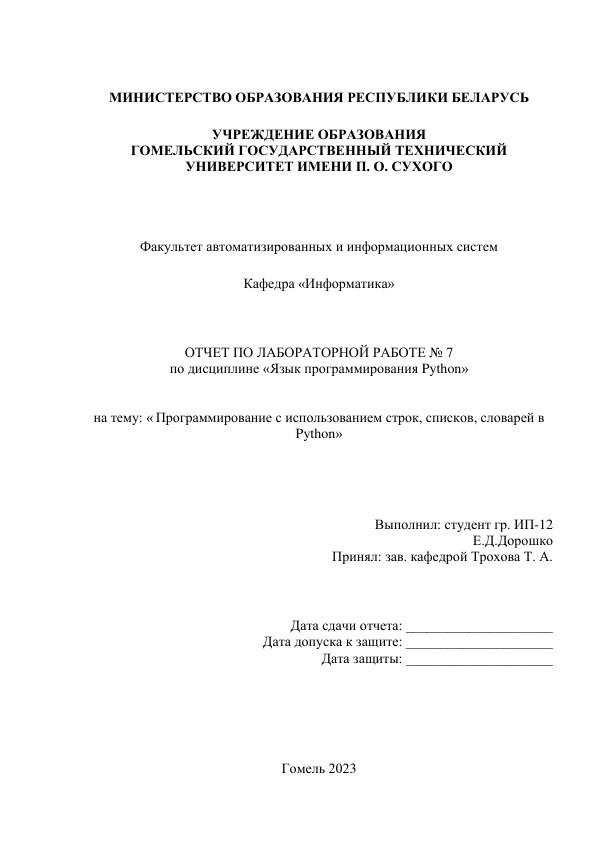 МИНИСТЕРСТВО ОБРАЗОВАНИЯ РЕСПУБЛИКИ БЕЛАРУСЬ
УЧРЕЖДЕНИЕ ОБРАЗОВАНИЯ
ГОМЕЛЬСКИЙ ГОСУДАРСТВЕННЫЙ ТЕХНИЧЕСКИЙ
УНИВЕРСИТЕТ ИМЕНИ П. О. СУХОГО
Факультет автоматизированных и информационных систем
Кафедра «Информатика»
ОТЧЕТ ПО ЛАБОРАТОРНОЙ РАБОТЕ № 7
по дисциплине «Язык программирования Python»
на тему: « Программирование с использованием строк, списков, словарей в
Python»
Выполнил: студент гр. ИП-12
Е.Д.Дорошко
Принял: зав. кафедрой Трохова Т. А.
Дата сдачи отчета: _____________________
Дата допуска к защите: _____________________
Дата защиты: _____________________
Гомель 2023